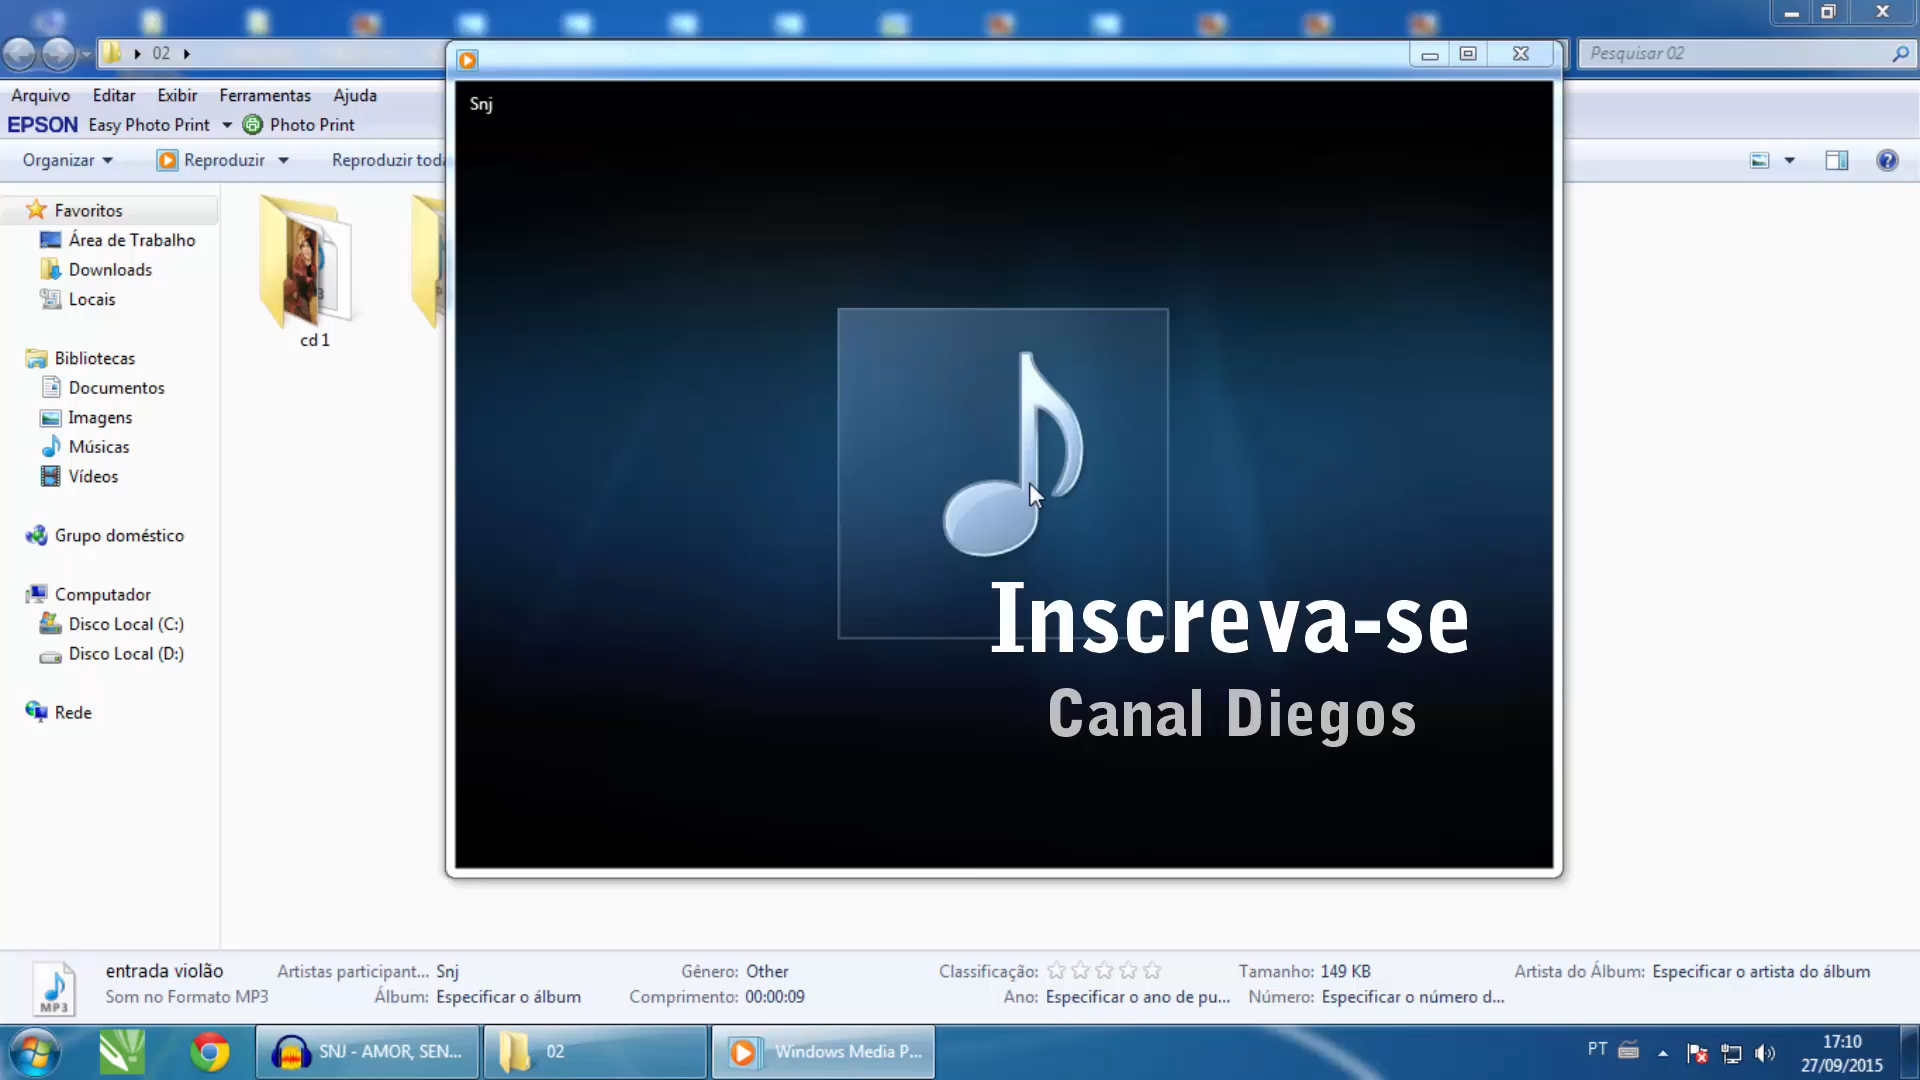 02
Pesquisar 02
Arquivo Editar Exibir Ferramentas Ajuda
EPSON Easy Photo Print Photo Print
Organizar Reproduzir Reproduzir toda
Snj
Favoritos
Área de Trabalho
Downloads
Locais
cd 1
Bibliotecas
Documentos
Imagens
Músicas
Vídeos
Grupo doméstico
Computador
Disco Local (C:)
Disco Local (D:)
Rede
Inscreva-se
Canal Diegos
entrada violão Artistas participant... Snj Gênero: Other Classificação: Tamanho: 149 KB Artista do Álbum: Especificar o artista do álbum
MP3 Som no Formato MP3 Álbum: Especificar o álbum Comprimento: 00:00:09 Ano: Especificar o ano de pu... Número: Especificar o número d...
SNJ - AMOR, SEN... 02 Windows Media P... PT 17:10
27/09/2015